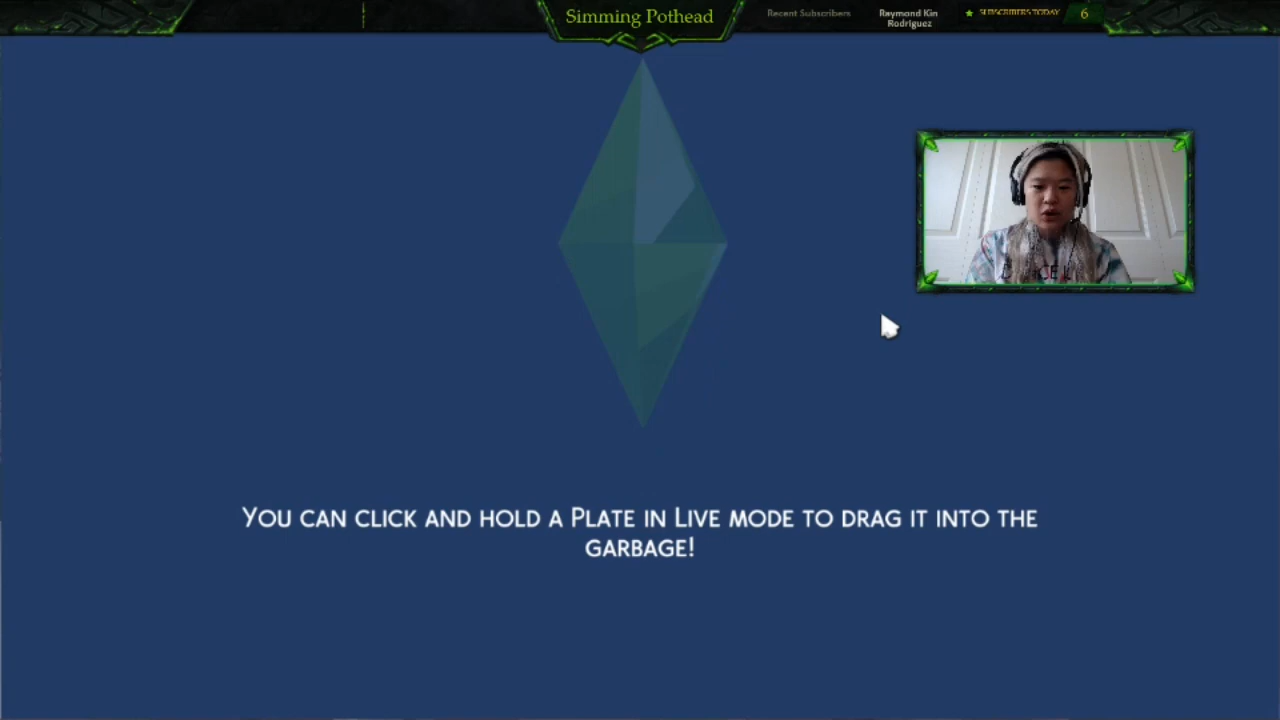 Simming Pothead
Recent Subscribers
Raymond Kin
Rodriguez
SUBSCRIBERS TODAY
6
YOU CAN CLICK AND HOLD A PLATE IN LIVE MODE TO DRAG IT INTO THE
GARBAGE!